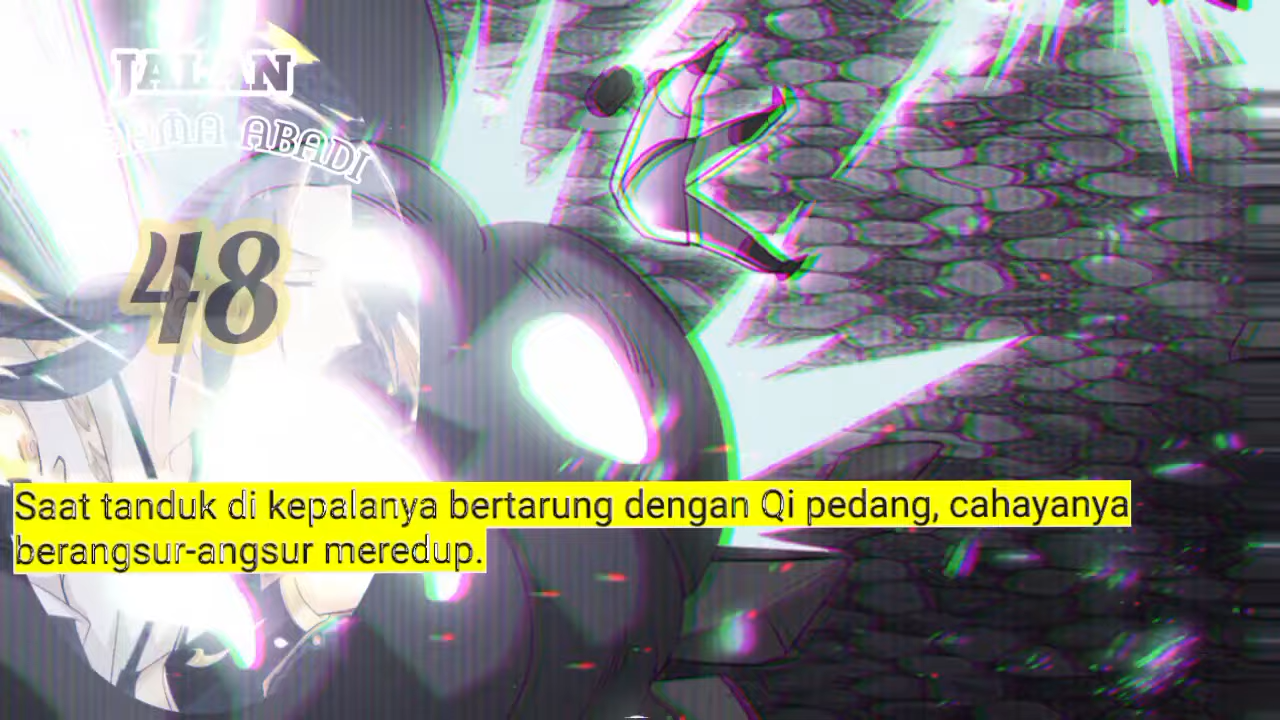 JALAN
ABADI
48
Saat tanduk di kepalanya bertarung dengan Qi pedang, cahayanya
berangsur-angsur meredup.